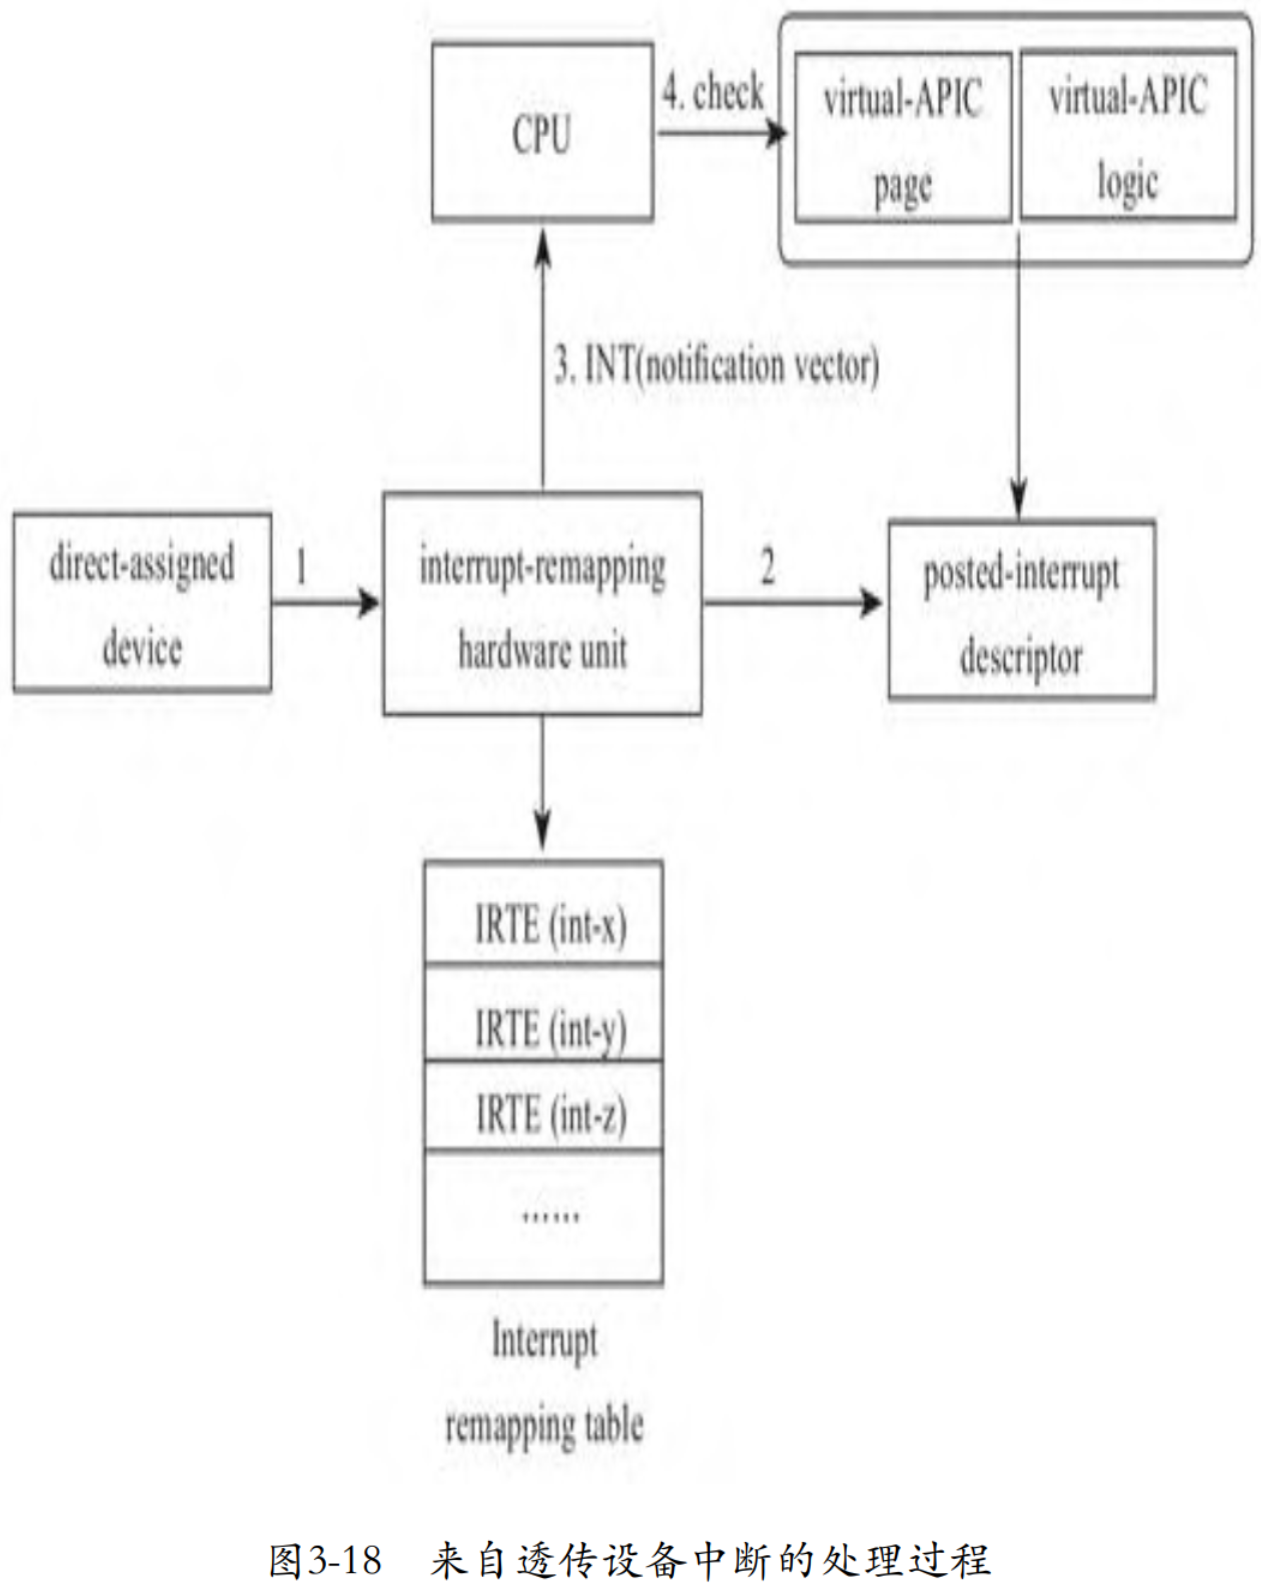 CPU
4. check
virtual-APIC
page
virtual-APIC
logic
3. INT(notification vector)
direct-assigned
device
1
interrupt-remapping
hardware unit
2
posted-interrupt
descriptor
IRTE (int-x)
IRTE (int-y)
IRTE (int-z)
……
Interrupt
remapping table
图3-18 来自透传设备中断的处理过程